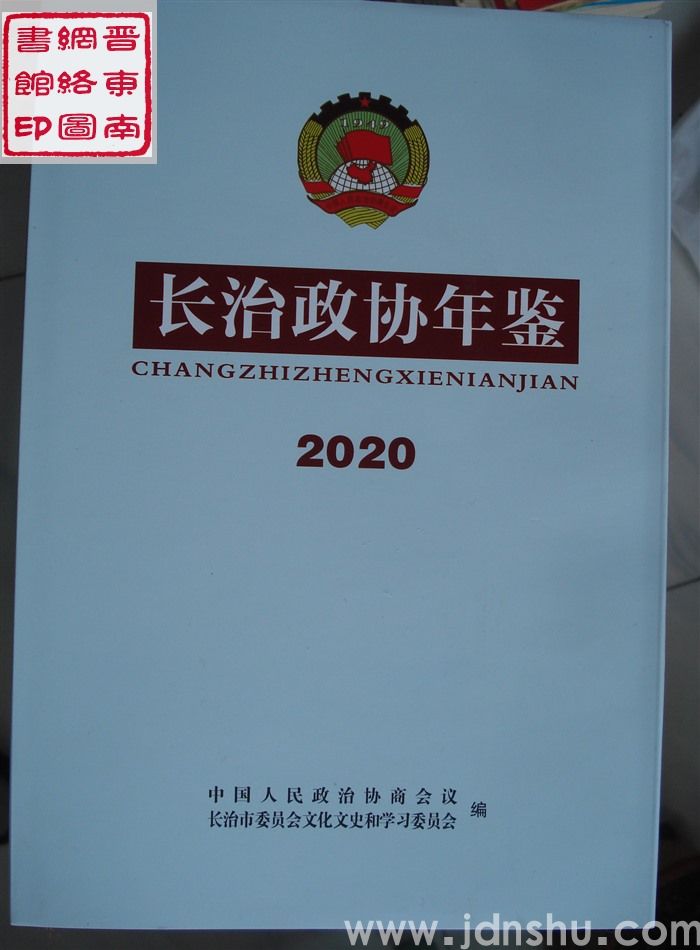 晋东南
網絡圖
書館印
1949
长治政协年鉴
CHANGZHIZHENGXIENIANJIAN
2020
中国人民政治协商会议
长治市委员会文化文史和学习委员会
编
www.jdnshu.com